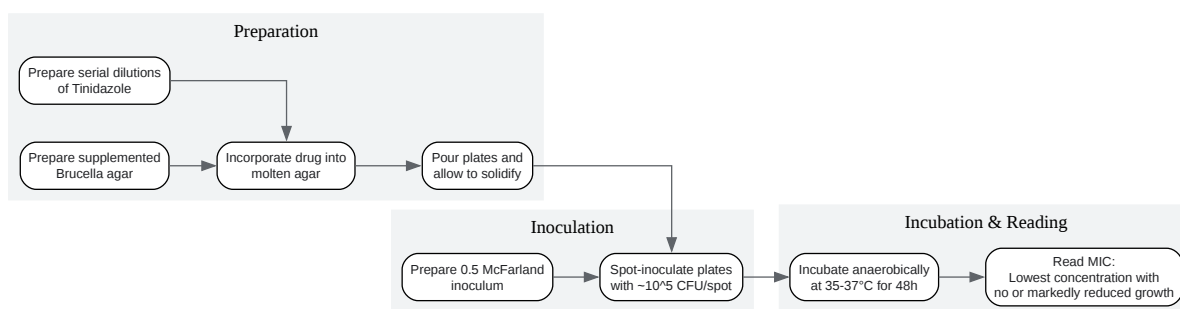 Preparation
Prepare serial dilutions
of Tinidazole
Prepare supplemented
Brucella agar
Incorporate drug into
molten agar
Pour plates and
allow to solidify
Inoculation
Prepare 0.5 McFarland
inoculum
Spot-inoculate plates
with ~10^5 CFU/spot
Incubation & Reading
Incubate anaerobically
at 35-37°C for 48h
Read MIC:
Lowest concentration with
no or markedly reduced growth